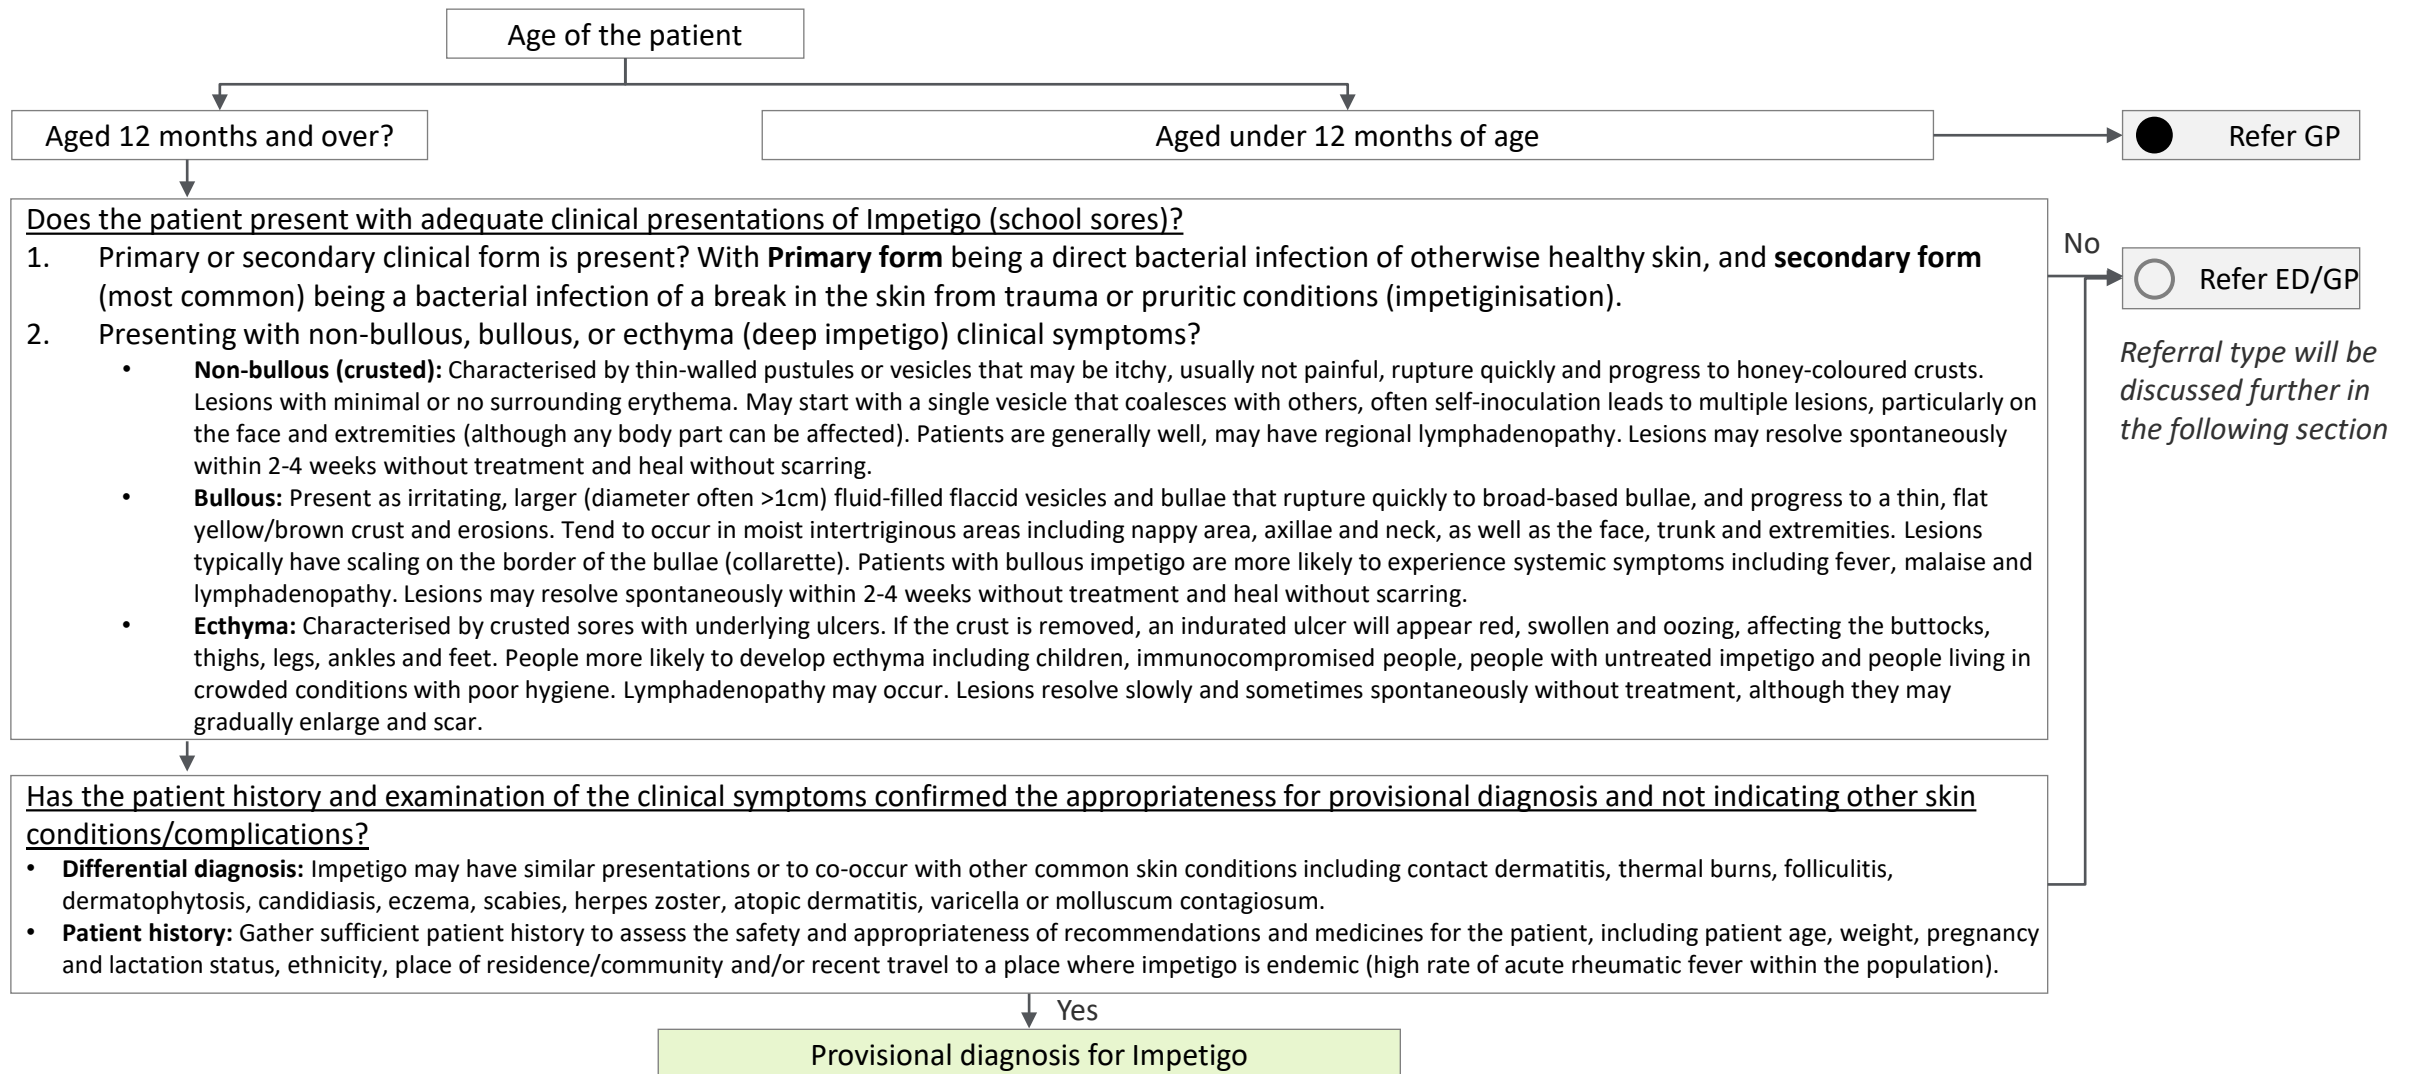 Age of the patient
Aged 12 months and over?
Aged under 12 months of age
Refer GP
Does the patient present with adequate clinical presentations of Impetigo (school sores)?
1. Primary or secondary clinical form is present? With Primary form being a direct bacterial infection of otherwise healthy skin, and secondary form
(most common) being a bacterial infection of a break in the skin from trauma or pruritic conditions (impetiginisation).
2. Presenting with non-bullous, bullous, or ecthyma (deep impetigo) clinical symptoms?
• Non-bullous (crusted): Characterised by thin-walled pustules or vesicles that may be itchy, usually not painful, rupture quickly and progress to honey-coloured crusts.
Lesions with minimal or no surrounding erythema. May start with a single vesicle that coalesces with others, often self-inoculation leads to multiple lesions, particularly on
the face and extremities (although any body part can be affected). Patients are generally well, may have regional lymphadenopathy. Lesions may resolve spontaneously
within 2-4 weeks without treatment and heal without scarring.
• Bullous: Present as irritating, larger (diameter often >1cm) fluid-filled flaccid vesicles and bullae that rupture quickly to broad-based bullae, and progress to a thin, flat
yellow/brown crust and erosions. Tend to occur in moist intertriginous areas including nappy area, axillae and neck, as well as the face, trunk and extremities. Lesions
typically have scaling on the border of the bullae (collarette). Patients with bullous impetigo are more likely to experience systemic symptoms including fever, malaise and
lymphadenopathy. Lesions may resolve spontaneously within 2-4 weeks without treatment and heal without scarring.
• Ecthyma: Characterised by crusted sores with underlying ulcers. If the crust is removed, an indurated ulcer will appear red, swollen and oozing, affecting the buttocks,
thighs, legs, ankles and feet. People more likely to develop ecthyma including children, immunocompromised people, people with untreated impetigo and people living in
crowded conditions with poor hygiene. Lymphadenopathy may occur. Lesions resolve slowly and sometimes spontaneously without treatment, although they may
gradually enlarge and scar.
No
Refer ED/GP
Referral type will be
discussed further in
the following section
Has the patient history and examination of the clinical symptoms confirmed the appropriateness for provisional diagnosis and not indicating other skin
conditions/complications?
• Differential diagnosis: Impetigo may have similar presentations or to co-occur with other common skin conditions including contact dermatitis, thermal burns, folliculitis,
dermatophytosis, candidiasis, eczema, scabies, herpes zoster, atopic dermatitis, varicella or molluscum contagiosum.
• Patient history: Gather sufficient patient history to assess the safety and appropriateness of recommendations and medicines for the patient, including patient age, weight, pregnancy
and lactation status, ethnicity, place of residence/community and/or recent travel to a place where impetigo is endemic (high rate of acute rheumatic fever within the population).
Yes
Provisional diagnosis for Impetigo